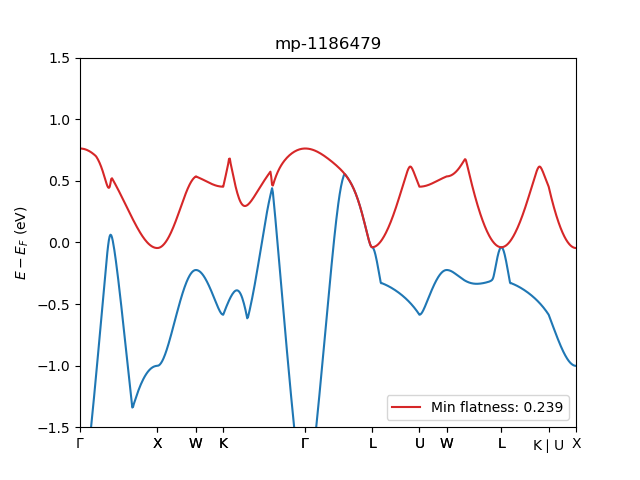 mp-1186479
1.5
1.0
0.5
0.0
−0.5
−1.0
−1.5
E − E_F (eV)
Min flatness: 0.239
Γ X W K Γ L U W L K | U X